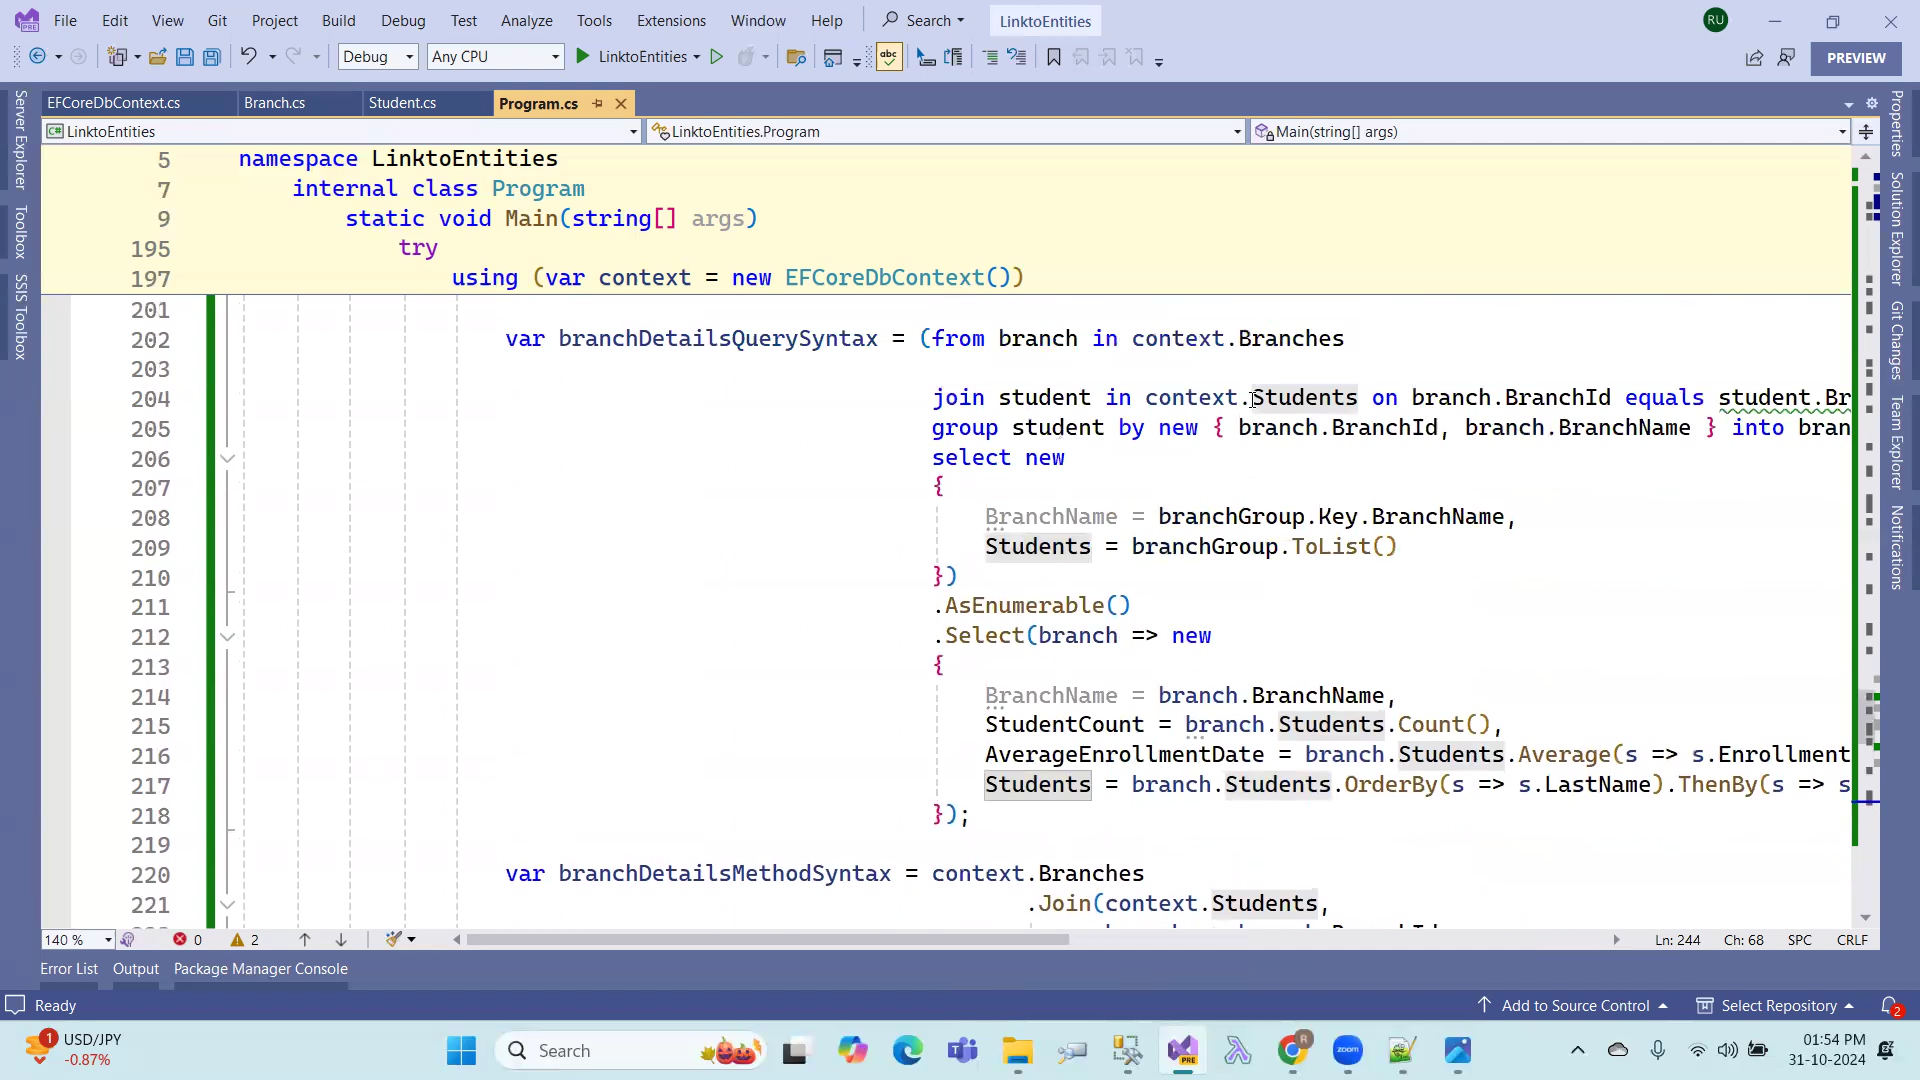 File Edit View Git Project Build Debug Test Analyze Tools Extensions Window Help Search LinktoEntities RU
Debug Any CPU LinktoEntities abc PREVIEW
EFCoreDbContext.cs Branch.cs Student.cs Program.cs
C# LinktoEntities LinktoEntities.Program Main(string[] args)
5 namespace LinktoEntities
7 internal class Program
9 static void Main(string[] args)
195 try
197 using (var context = new EFCoreDbContext())
201
202 var branchDetailsQuerySyntax = (from branch in context.Branches
203
204 join student in context.Students on branch.BranchId equals student.Br
205 group student by new { branch.BranchId, branch.BranchName } into bran
206 select new
207 {
208 BranchName = branchGroup.Key.BranchName,
209 Students = branchGroup.ToList()
210 })
211 .AsEnumerable()
212 .Select(branch => new
213 {
214 BranchName = branch.BranchName,
215 StudentCount = branch.Students.Count(),
216 AverageEnrollmentDate = branch.Students.Average(s => s.Enrollment
217 Students = branch.Students.OrderBy(s => s.LastName).ThenBy(s => s
218 });
219
220 var branchDetailsMethodSyntax = context.Branches
221 .Join(context.Students,
140 % 0 2 Ln: 244 Ch: 68 SPC CRLF
Error List Output Package Manager Console
Ready Add to Source Control Select Repository 2
Server Explorer
Toolbox
SSIS Toolbox
Properties
Solution Explorer
Git Changes
Team Explorer
Notifications
1 USD/JPY
-0.87%
Search
PRE
R
zoom
01:54 PM
31-10-2024